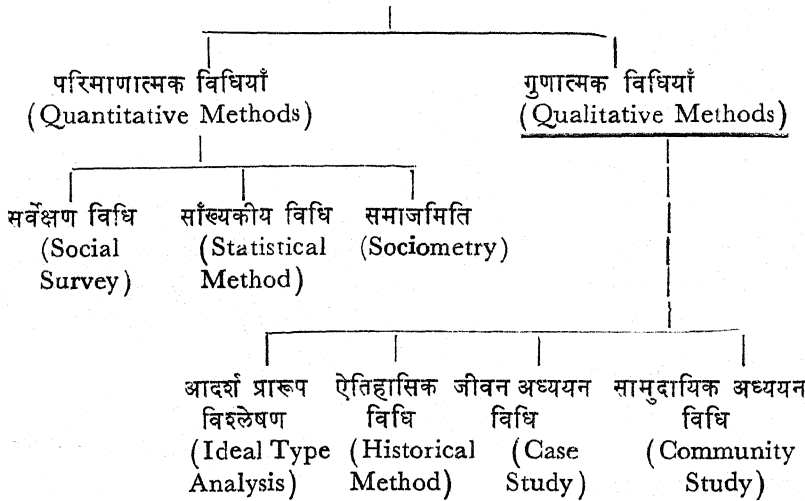 परिमाणात्मक विधियाँ
(Quantitative Methods)
गुणात्मक विधियाँ
(Qualitative Methods)
सर्वेक्षण विधि
(Social
Survey)
साँख्यकीय विधि
(Statistical
Method)
समाजमिति
(Sociometry)
आदर्श प्रारूप
विश्लेषण
(Ideal Type
Analysis)
ऐतिहासिक
विधि
(Historical
Method)
जीवन अध्ययन
विधि
(Case
Study)
सामुदायिक अध्ययन
विधि
(Community
Study)